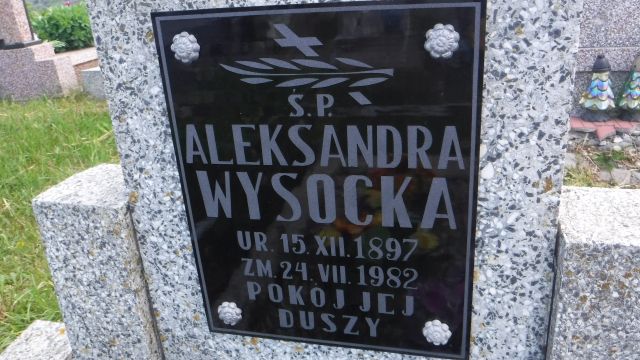 Ś.P.
ALEKSANDRA
WYSOCKA
UR. 15.XII.1897
ZM. 24.VII.1982
POKÓJ JEJ
DUSZY